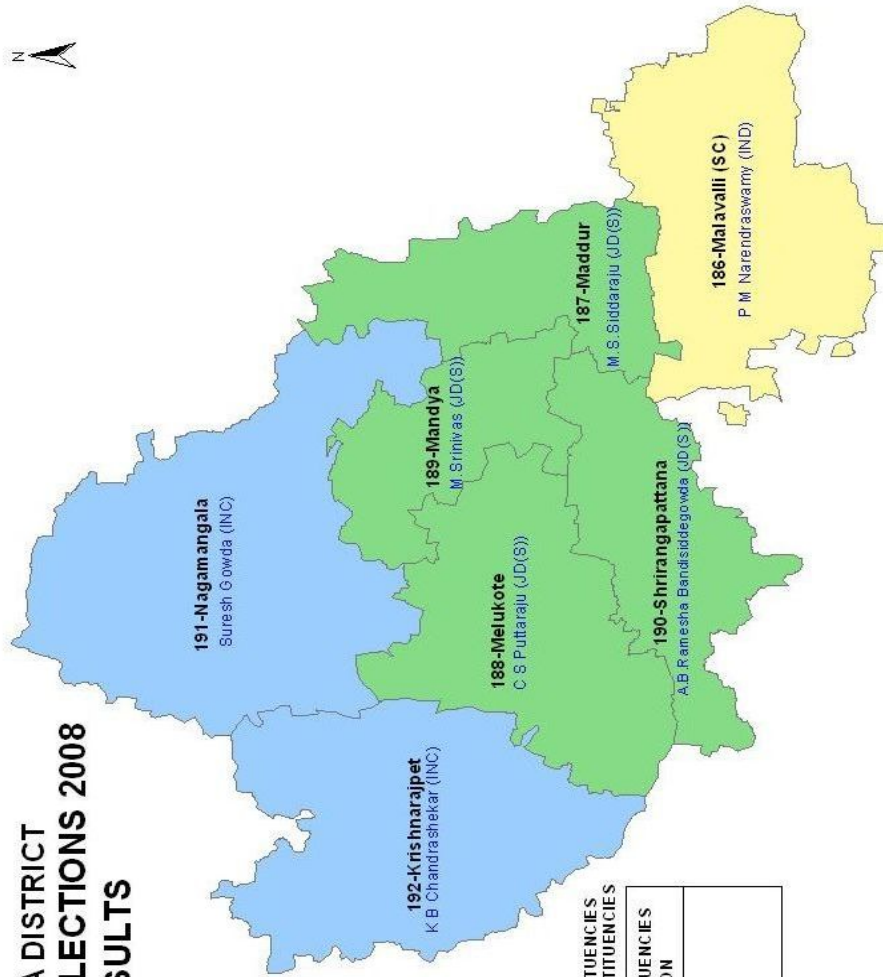 N
A DISTRICT
LECTIONS 2008
SULTS
191-Nagamangala
Suresh Gowda (INC)
192-Krishnarajpet
K B Chandrashekar (INC)
189-Mandya
M.Srinivas (JD(S))
188-Melukote
C S Puttaraju (JD(S))
187-Maddur
M.S.Siddaraju (JD(S))
190-Shrirangapattana
A.B.Ramesha Bandisiddegowda (JD(S))
186-Malavalli (SC)
P M Narendraswamy (IND)
TUENCIES
TITUENCIES
UENCIES
ON